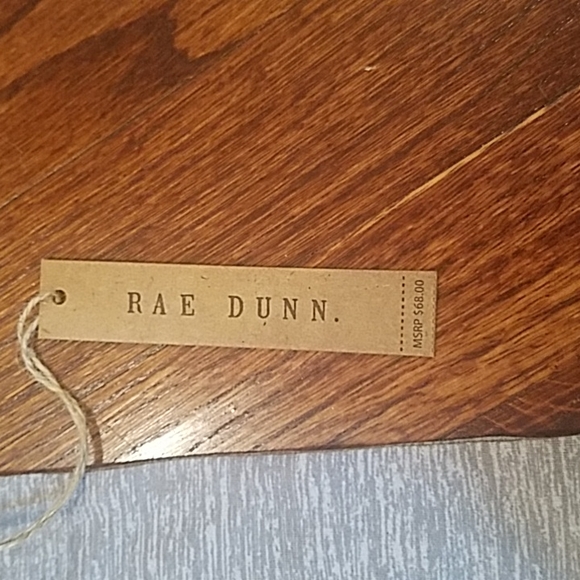 RAE DUNN.
MSRP $68.00